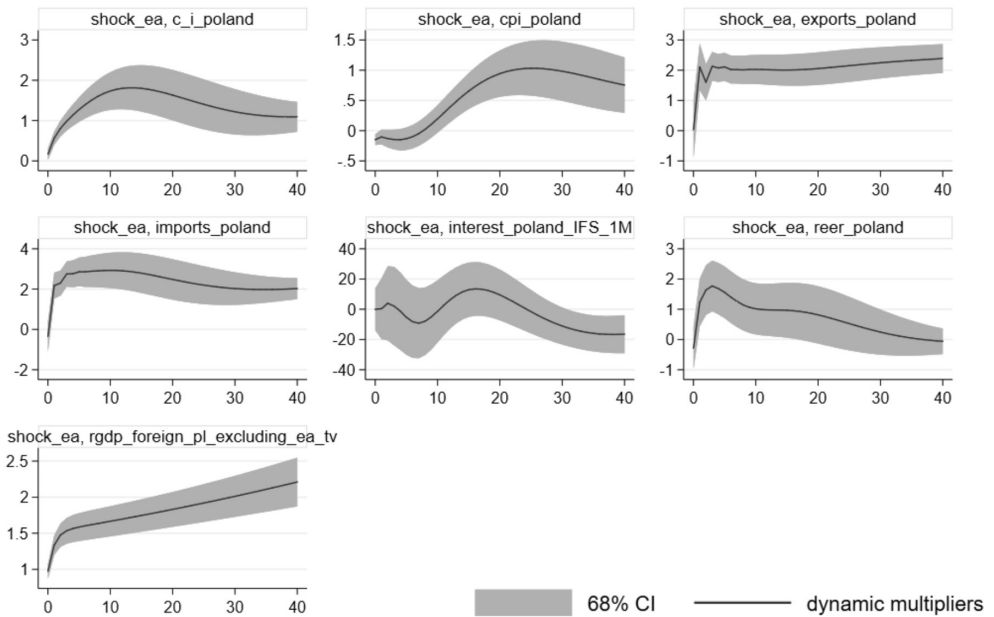 shock_ea, c_i_poland
shock_ea, cpi_poland
shock_ea, exports_poland
3
2
1
0
0 10 20 30 40
1.5
1
.5
0
-.5
0 10 20 30 40
3
2
1
0
-1
0 10 20 30 40
shock_ea, imports_poland
shock_ea, interest_poland_IFS_1M
shock_ea, reer_poland
4
2
0
-2
0 10 20 30 40
40
20
0
-20
-40
0 10 20 30 40
3
2
1
0
-1
0 10 20 30 40
shock_ea, rgdp_foreign_pl_excluding_ea_tv
2.5
2
1.5
1
0 10 20 30 40
68% CI dynamic multipliers